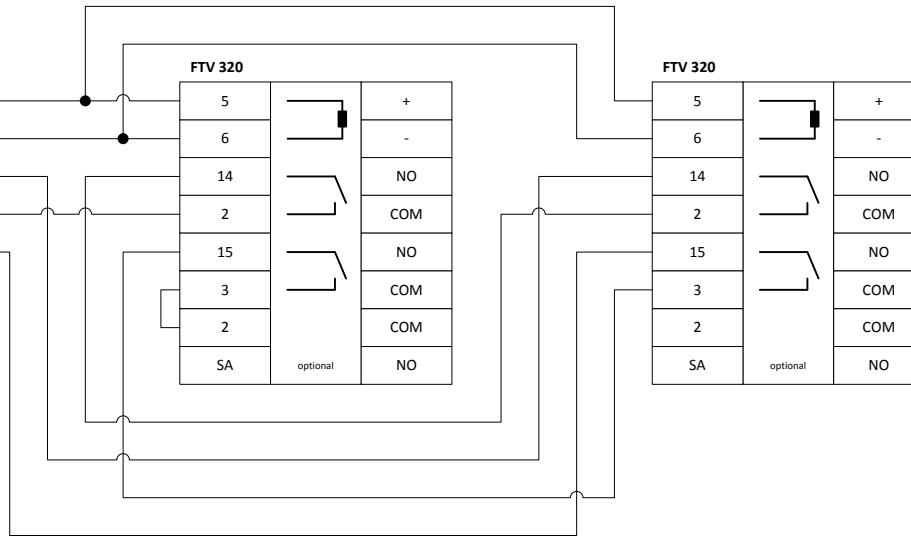 FTV 320 FTV 320
5 + 5 +
6 - 6 -
14 NO 14 NO
2 COM 2 COM
15 NO 15 NO
3 COM 3 COM
2 COM 2 COM
SA optional NO SA optional NO